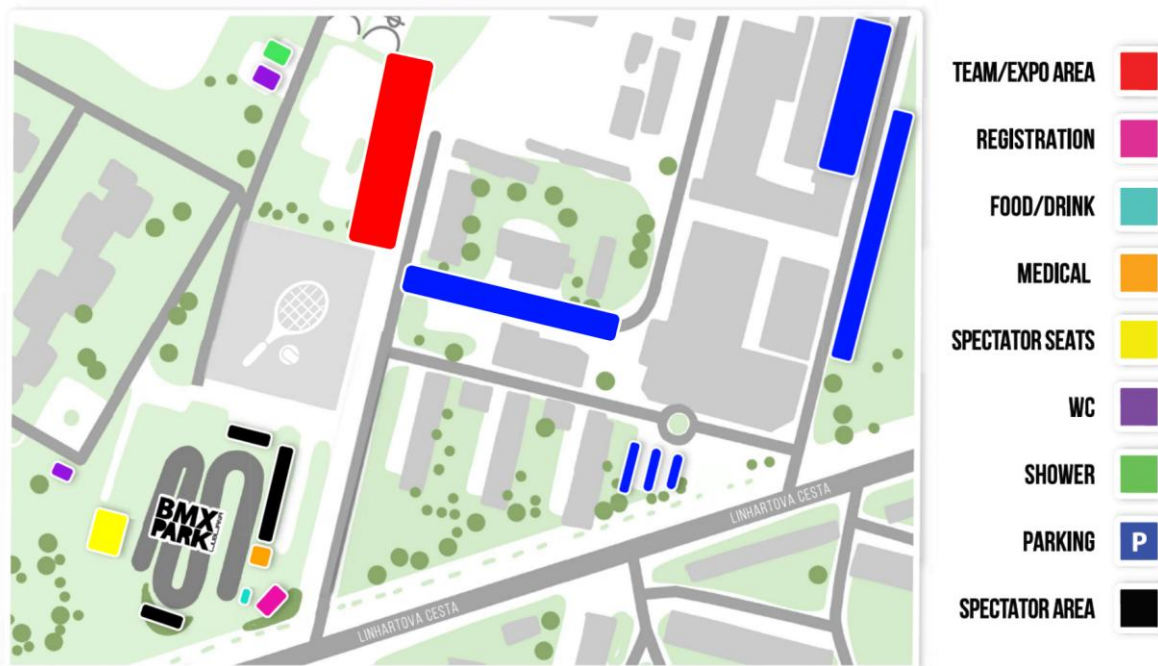 TEAM/EXPO AREA
REGISTRATION
FOOD/DRINK
MEDICAL
SPECTATOR SEATS
WC
SHOWER
PARKING
P
SPECTATOR AREA
BMX
PARK
LINHARTOVA CESTA
LINHARTOVA CESTA